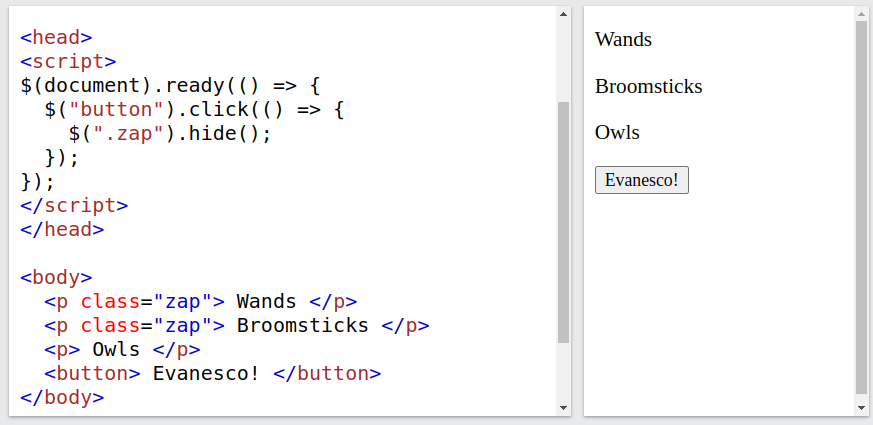 <head>
<script>
$(document).ready(() => {
  $("button").click(() => {
    $(".zap").hide();
  });
});
</script>
</head>

<body>
  <p class="zap"> Wands </p>
  <p class="zap"> Broomsticks </p>
  <p> Owls </p>
  <button> Evanesco! </button>
</body>
Wands
Broomsticks
Owls
Evanesco!